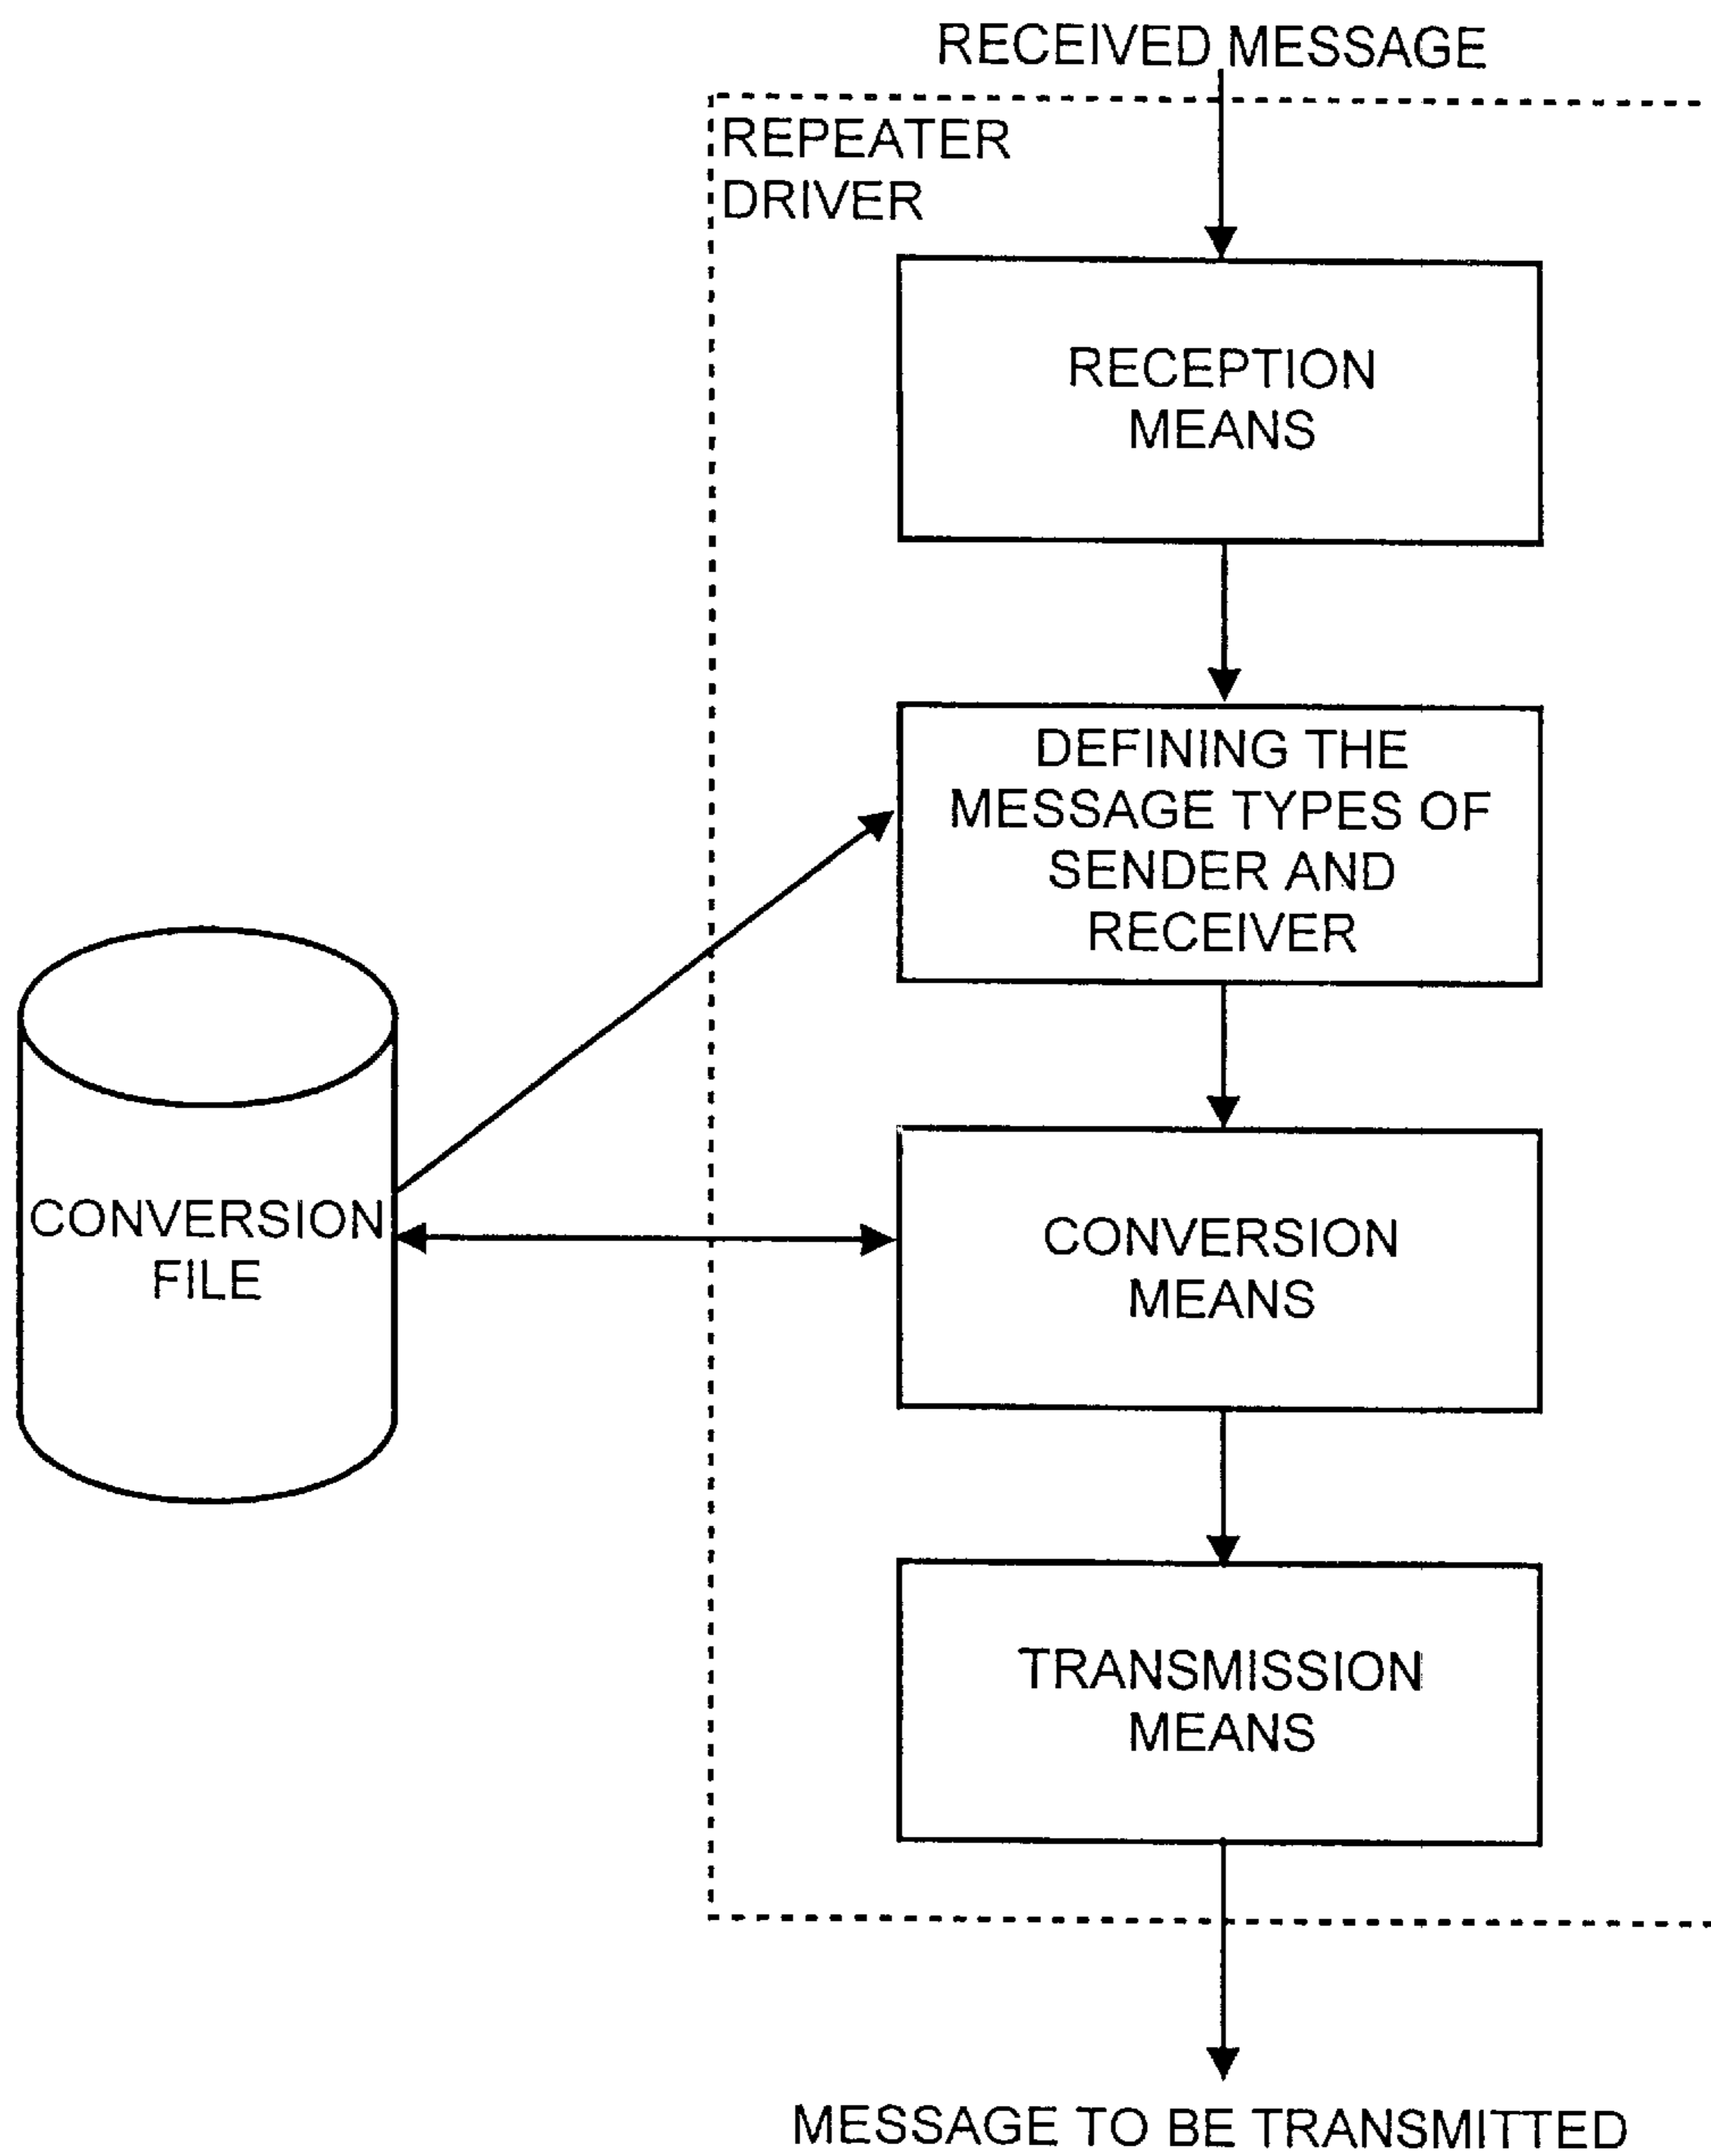 RECEIVED MESSAGE
REPEATER
DRIVER
RECEPTION
MEANS
DEFINING THE
MESSAGE TYPES OF
SENDER AND
RECEIVER
CONVERSION
FILE
CONVERSION
MEANS
TRANSMISSION
MEANS
MESSAGE TO BE TRANSMITTED